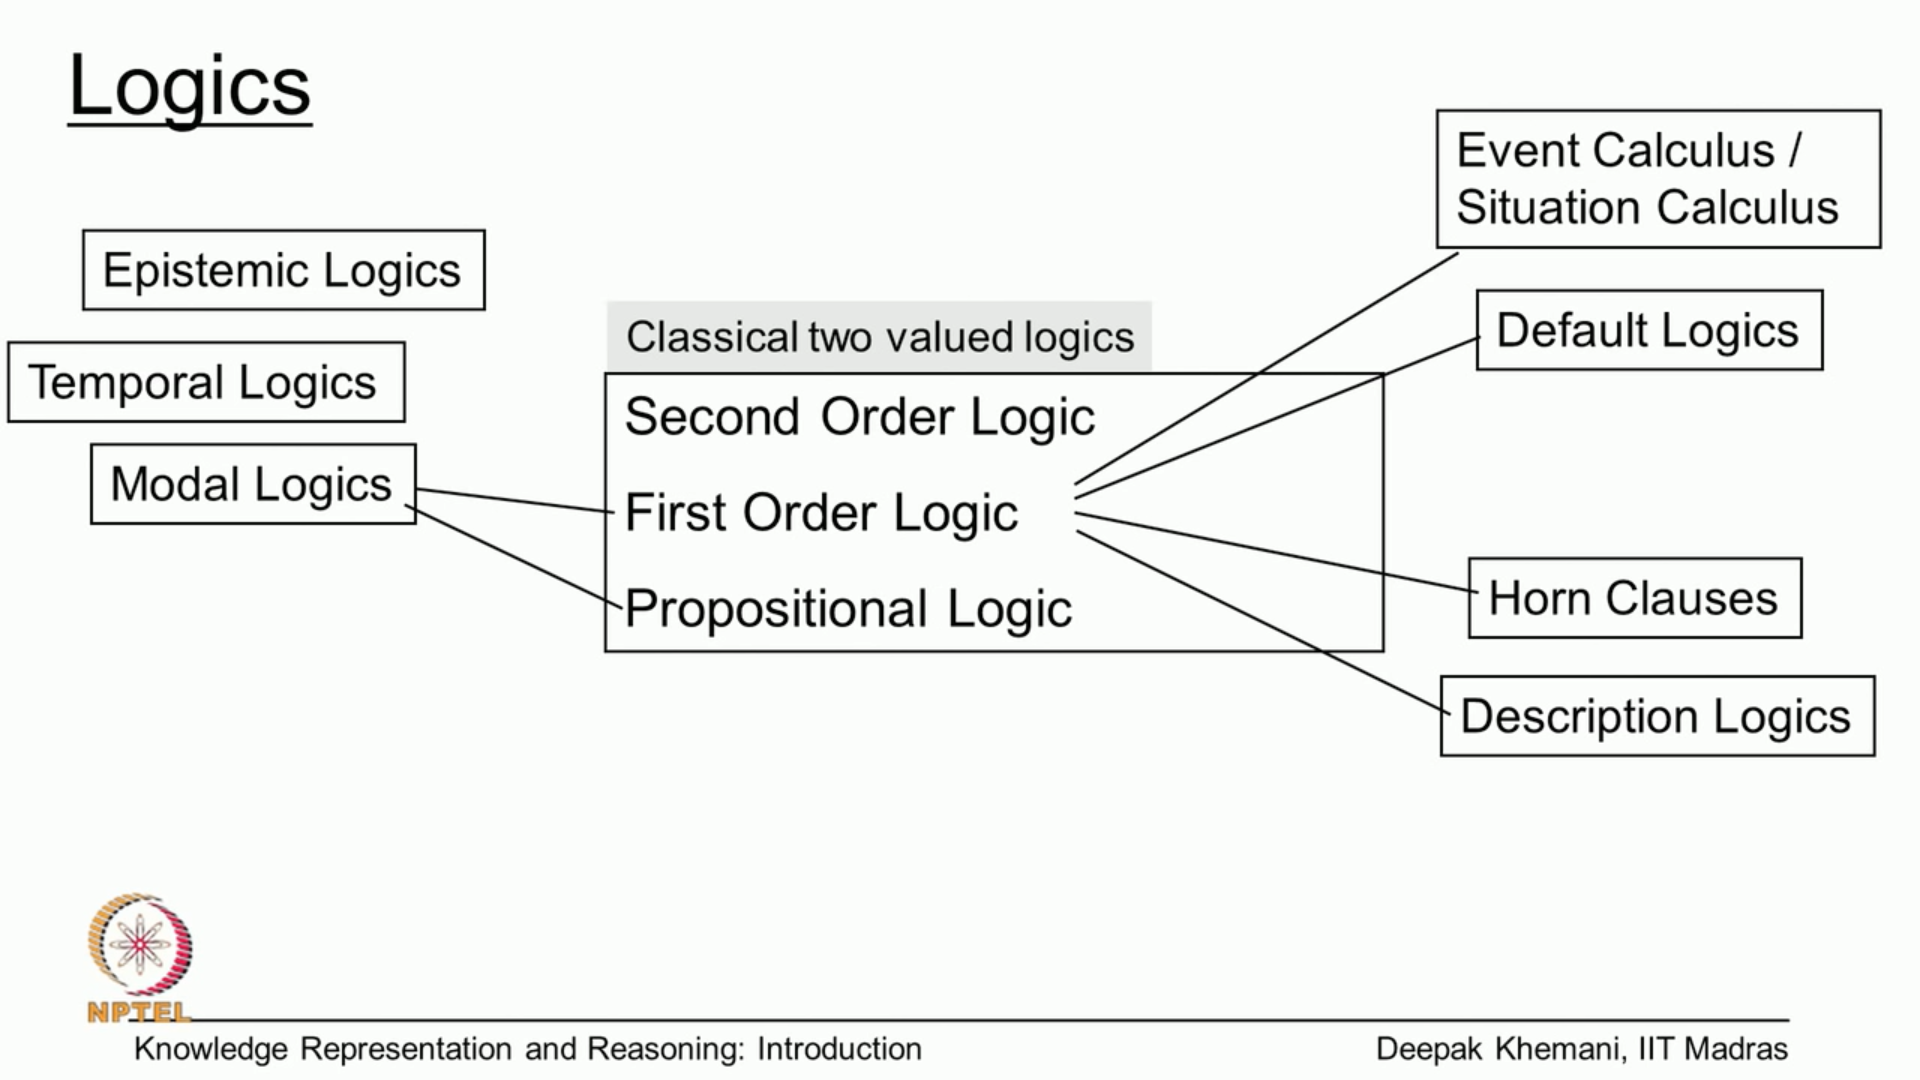 Logics
Event Calculus /
Situation Calculus
Epistemic Logics
Classical two valued logics
Default Logics
Temporal Logics
Second Order Logic
Modal Logics
First Order Logic
Horn Clauses
Propositional Logic
Description Logics
NPTEL
Knowledge Representation and Reasoning: Introduction
Deepak Khemani, IIT Madras